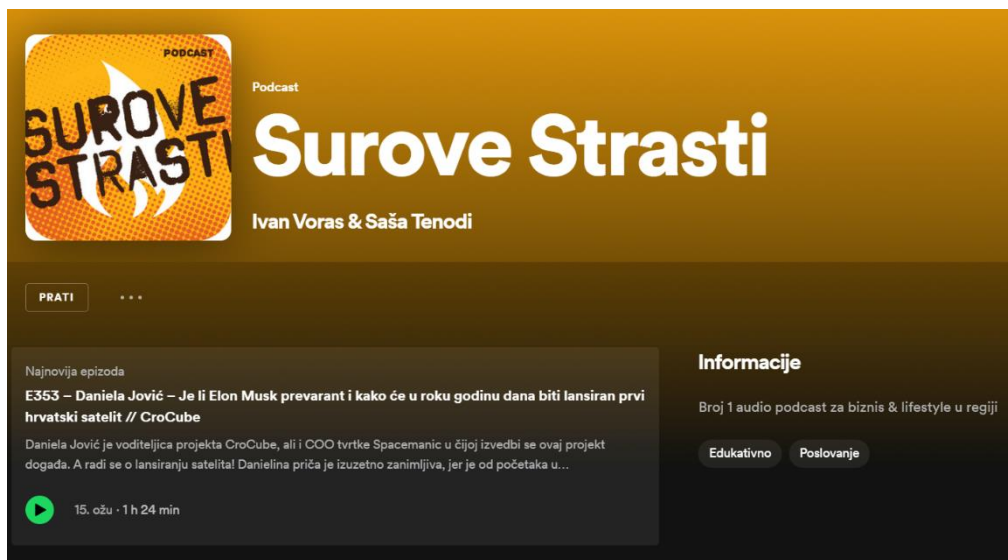 PODCAST
SUROVE
STRASTI
Podcast
Surove Strasti
Ivan Voras & Saša Tenodi
PRATI
Najnovija epizoda
E353 – Daniela Jović – Je li Elon Musk prevarant i kako će u roku godinu dana biti lansiran prvi
hrvatski satelit // CroCube
Daniela Jović je voditeljica projekta CroCube, ali i COO tvrtke Spacemanic u čijoj izvedbi se ovaj projekt
događa. A radi se o lansiranju satelita! Danielina priča je izuzetno zanimljiva, jer je od početaka u...
15. ožu · 1 h 24 min
Informacije
Broj 1 audio podcast za biznis & lifestyle u regiji
Edukativno Poslovanje